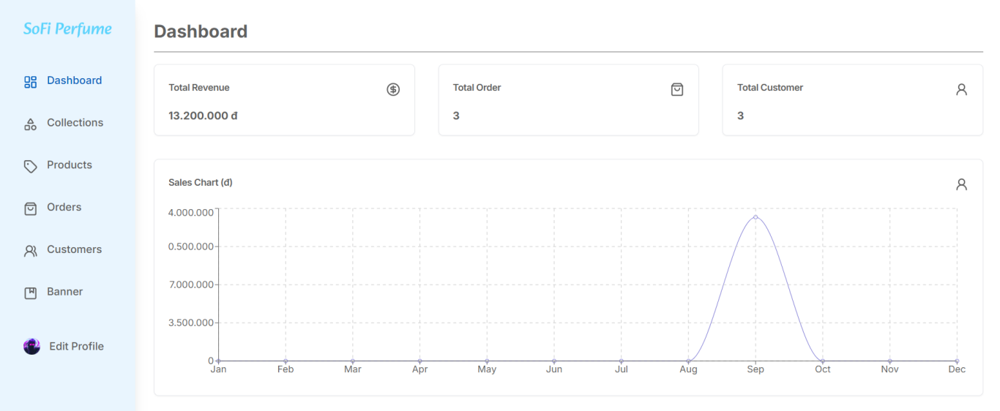 SoFi Perfume
Dashboard
Collections
Products
Orders
Customers
Banner
Edit Profile
Dashboard
Total Revenue
13.200.000 đ
Total Order
3
Total Customer
3
Sales Chart (đ)
4.000.000
0.500.000
7.000.000
3.500.000
0
Jan Feb Mar Apr May Jun Jul Aug Sep Oct Nov Dec